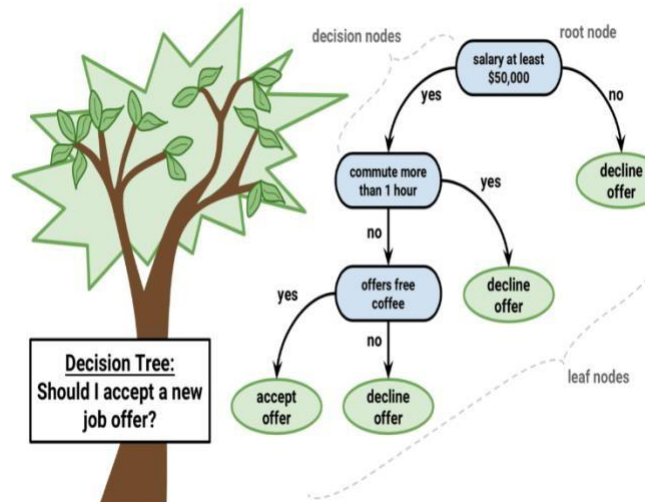 decision nodes
root node
salary at least
$50,000
yes
no
commute more
than 1 hour
yes
decline
offer
no
offers free
coffee
decline
offer
yes
no
Decision Tree:
Should I accept a new
job offer?
accept
offer
decline
offer
leaf nodes